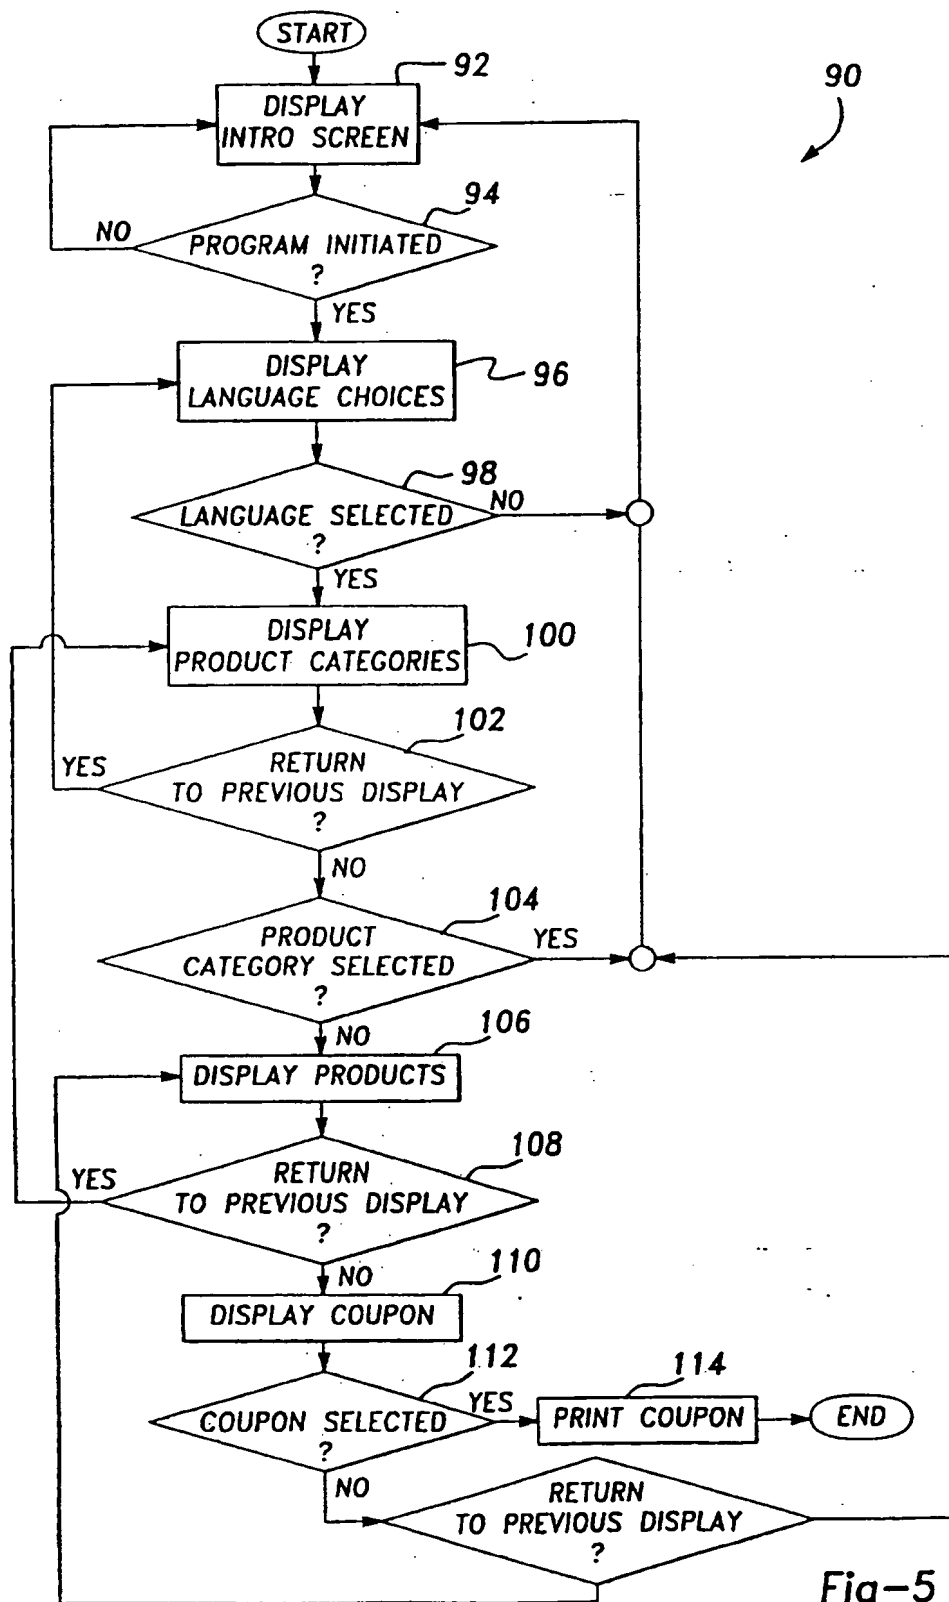 START
92
DISPLAY
INTRO SCREEN
90
94
NO
PROGRAM INITIATED
?
YES
DISPLAY
LANGUAGE CHOICES
96
98
LANGUAGE SELECTED
?
NO
YES
DISPLAY
PRODUCT CATEGORIES
100
102
YES
RETURN
TO PREVIOUS DISPLAY
?
NO
104
PRODUCT
CATEGORY SELECTED
?
YES
NO
106
DISPLAY PRODUCTS
108
YES
RETURN
TO PREVIOUS DISPLAY
?
NO
110
DISPLAY COUPON
112
COUPON SELECTED
?
YES
114
PRINT COUPON
END
NO
RETURN
TO PREVIOUS DISPLAY
?
Fig-5